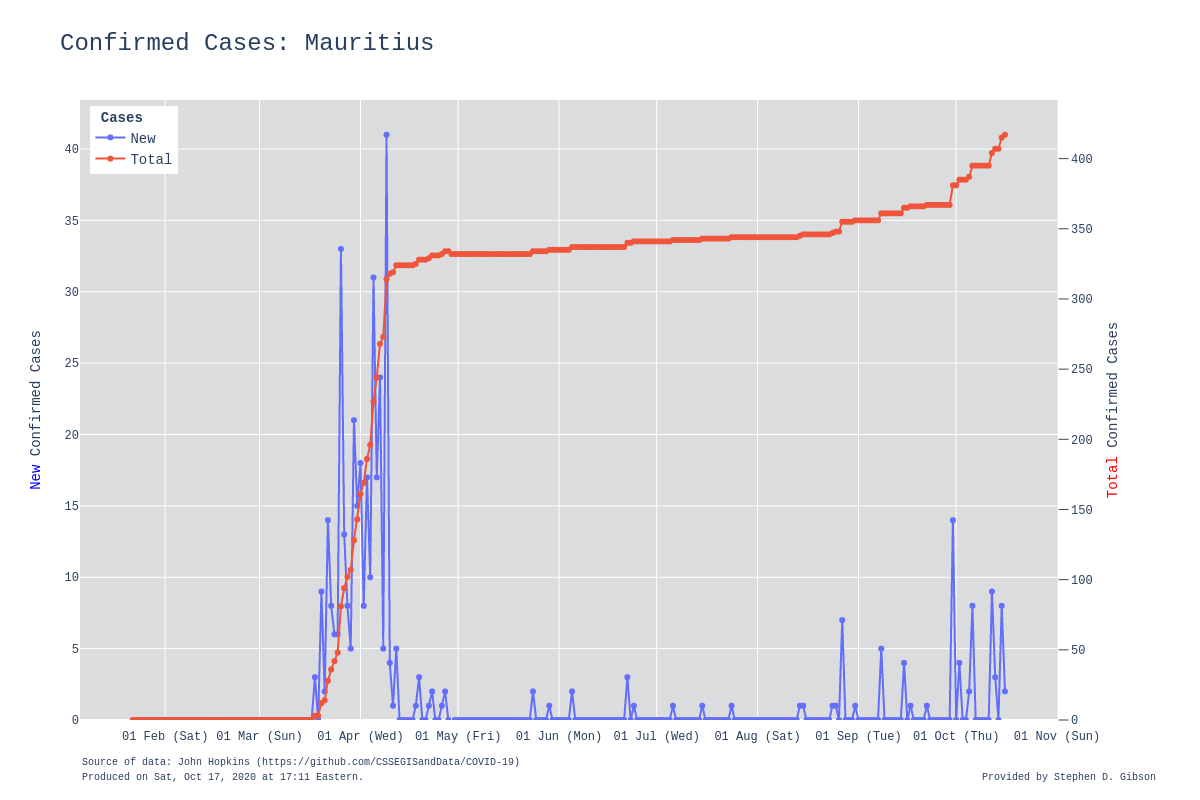 Confirmed Cases: Mauritius
Cases
New
Total
40
35
30
25
20
15
10
5
0
New Confirmed Cases
400
350
300
250
200
150
100
50
0
Total Confirmed Cases
01 Feb (Sat) 01 Mar (Sun) 01 Apr (Wed) 01 May (Fri) 01 Jun (Mon) 01 Jul (Wed) 01 Aug (Sat) 01 Sep (Tue) 01 Oct (Thu) 01 Nov (Sun)
Source of data: John Hopkins (https://github.com/CSSEGISandData/COVID-19)
Produced on Sat, Oct 17, 2020 at 17:11 Eastern.
Provided by Stephen D. Gibson